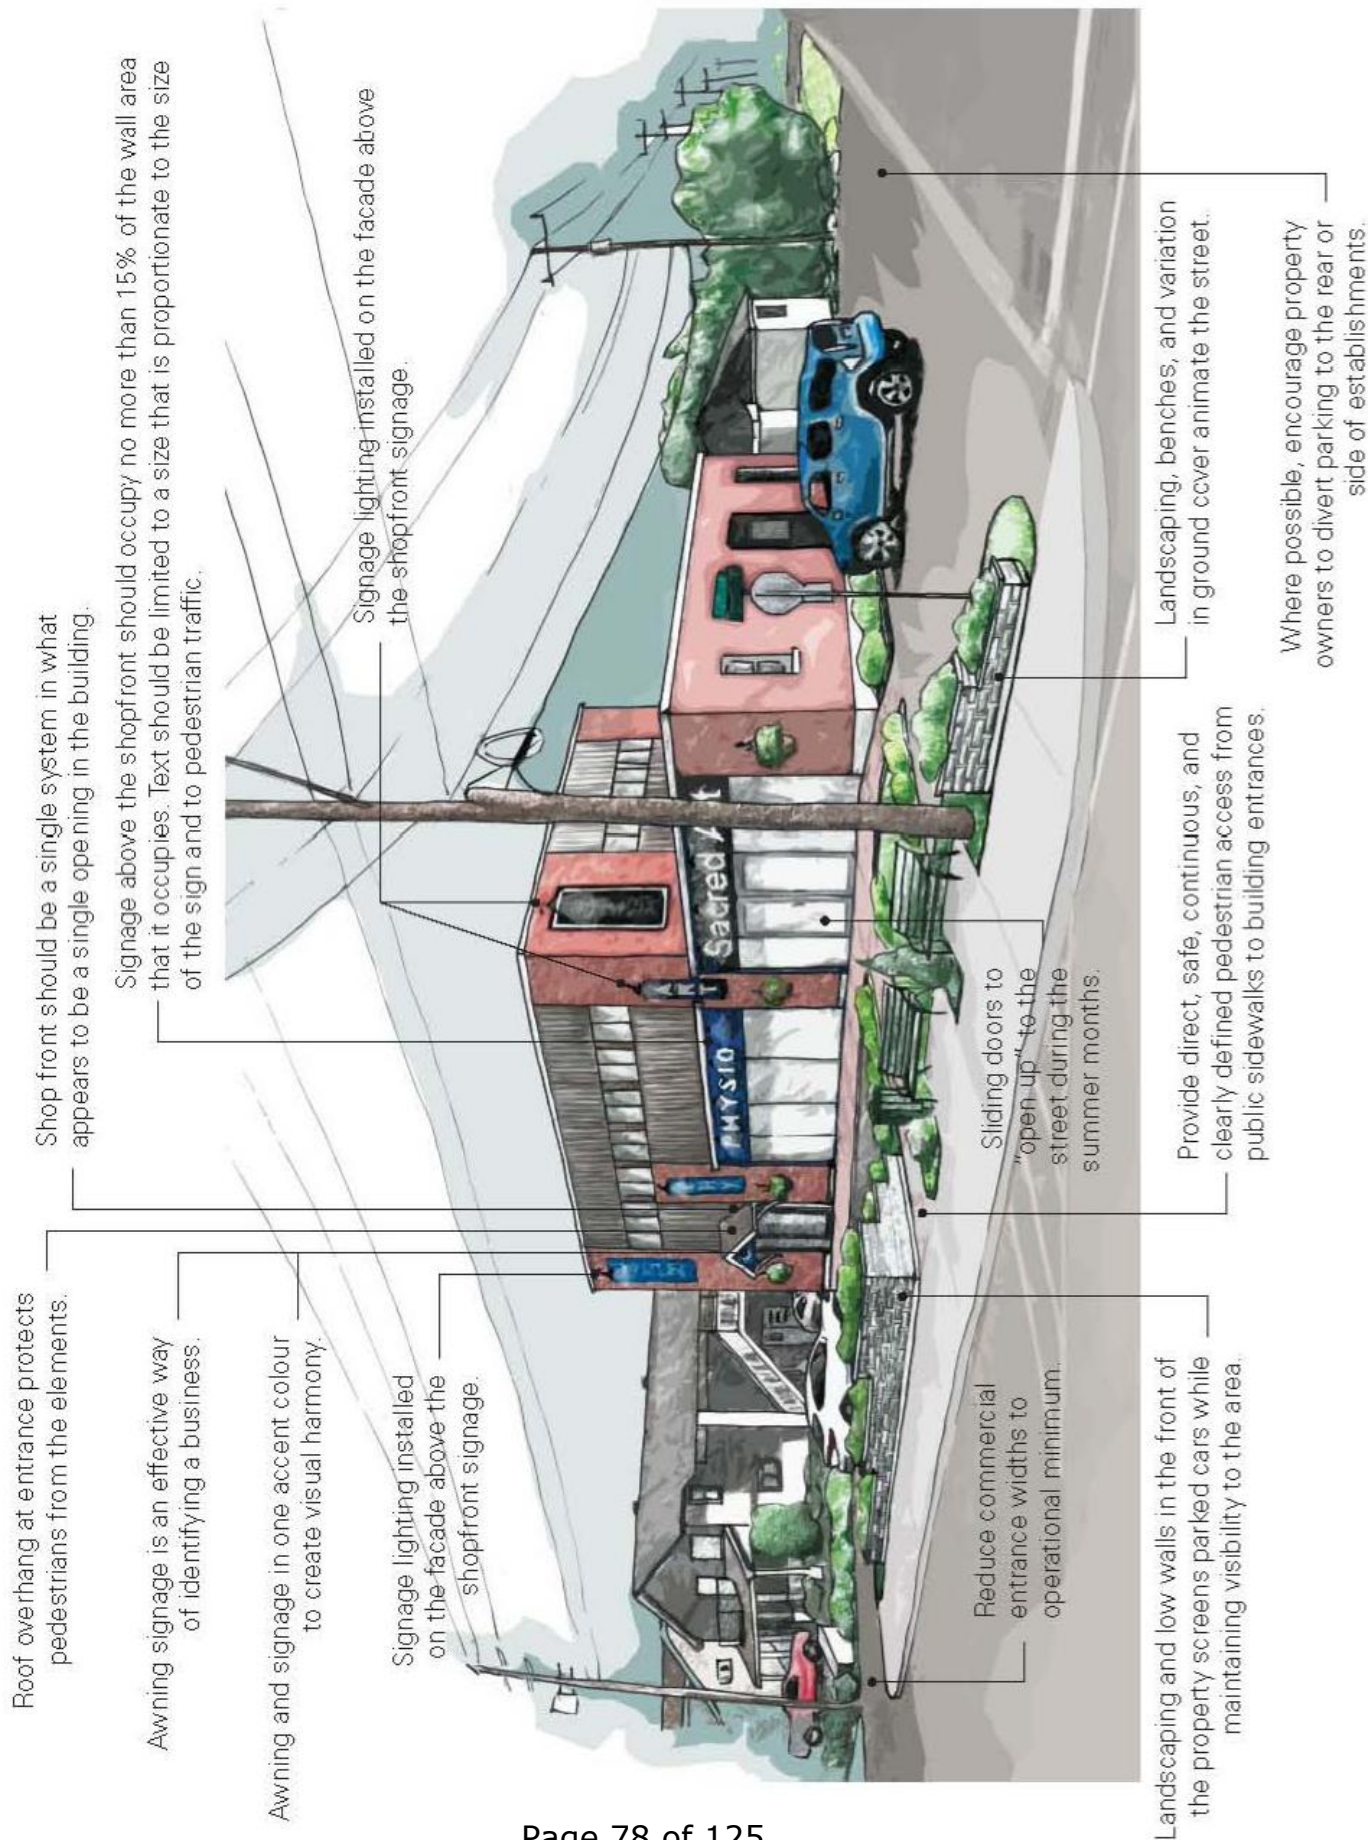 Roof overhang at entrance protects
pedestrians from the elements.
Awning signage is an effective way
of identifying a business.
Awning and signage in one accent colour
to create visual harmony.
Signage lighting installed
on the facade above the
shopfront signage.
Shop front should be a single system in what
appears to be a single opening in the building.
Signage above the shopfront should occupy no more than 15% of the wall area
that it occupies. Text should be limited to a size that is proportionate to the size
of the sign and to pedestrian traffic.
Signage lighting installed on the facade above
the shopfront signage.
PHYSIO
Sacred
Reduce commercial
entrance widths to
operational minimum.
Sliding doors to
"open up" to the
street during the
summer months.
Landscaping and low walls in the front of
the property screens parked cars while
maintaining visibility to the area.
Provide direct, safe, continuous, and
clearly defined pedestrian access from
public sidewalks to building entrances.
Landscaping, benches, and variation
in ground cover animate the street.
Where possible, encourage property
owners to divert parking to the rear or
side of establishments.
Page 78 of 125